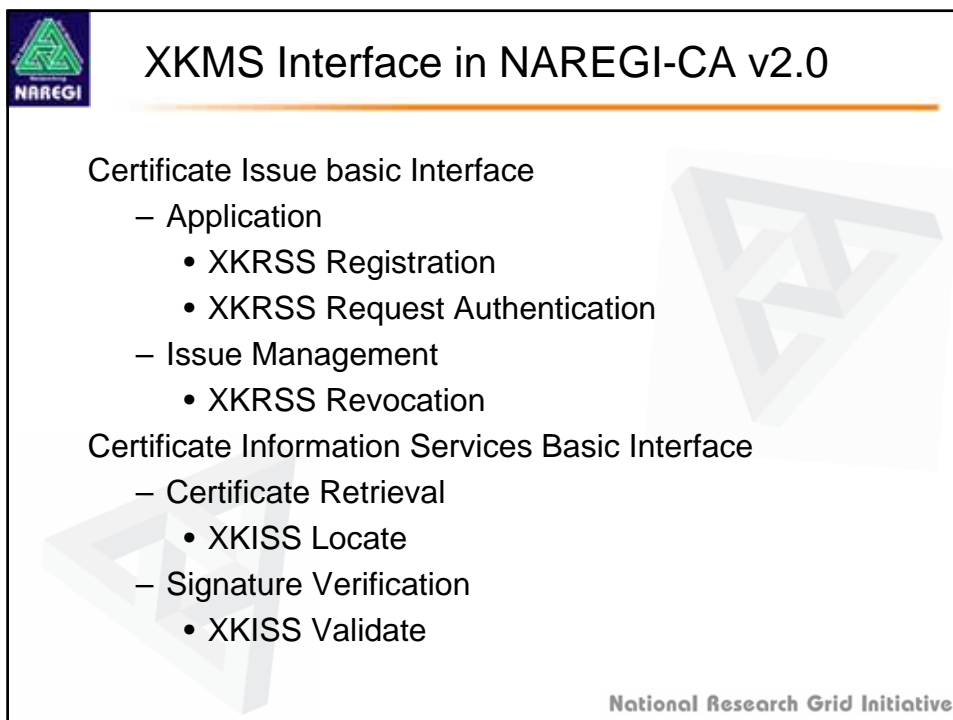 NAREGI
XKMS Interface in NAREGI-CA v2.0
Certificate Issue basic Interface
– Application
• XKRSS Registration
• XKRSS Request Authentication
– Issue Management
• XKRSS Revocation
Certificate Information Services Basic Interface
– Certificate Retrieval
• XKISS Locate
– Signature Verification
• XKISS Validate
National Research Grid Initiative